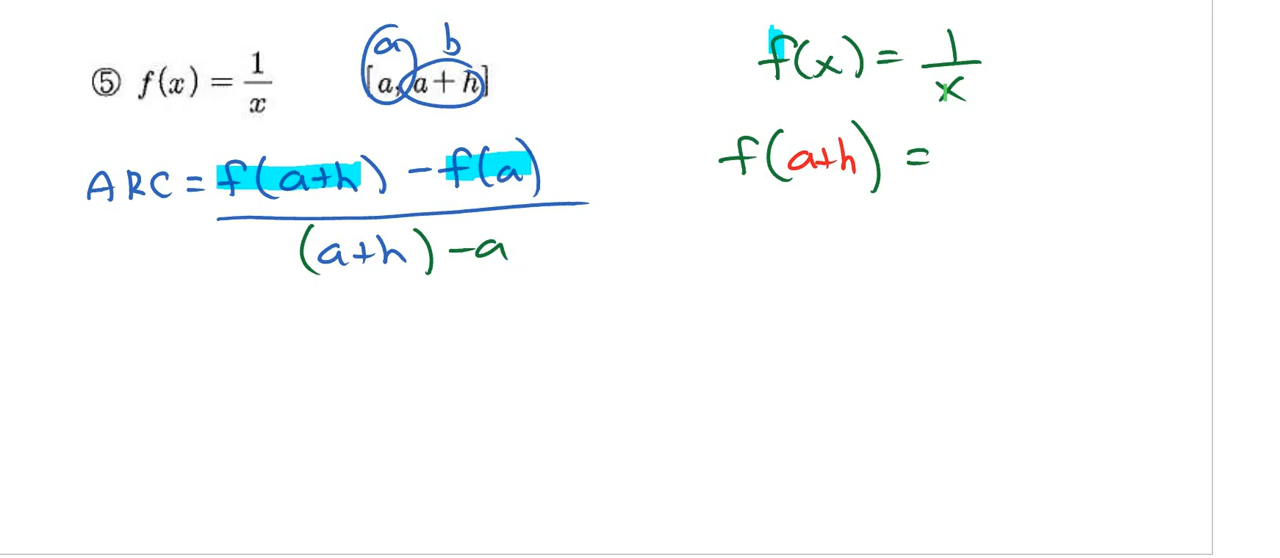 ⑤ f(x) = 1/x [a, a + h]
a b
ARC = f(a+h) - f(a) / (a+h) - a
f(x) = 1/x
f(a+h) =